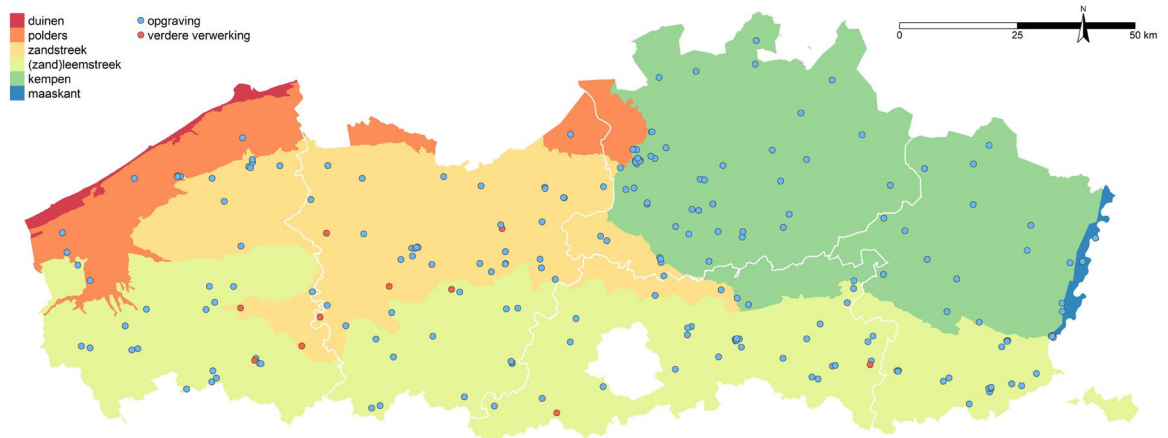 duinen
polders
zandstreek
(zand)leemstreek
kempen
maaskant
opgraving
verdere verwerking
N
0 25 50 km